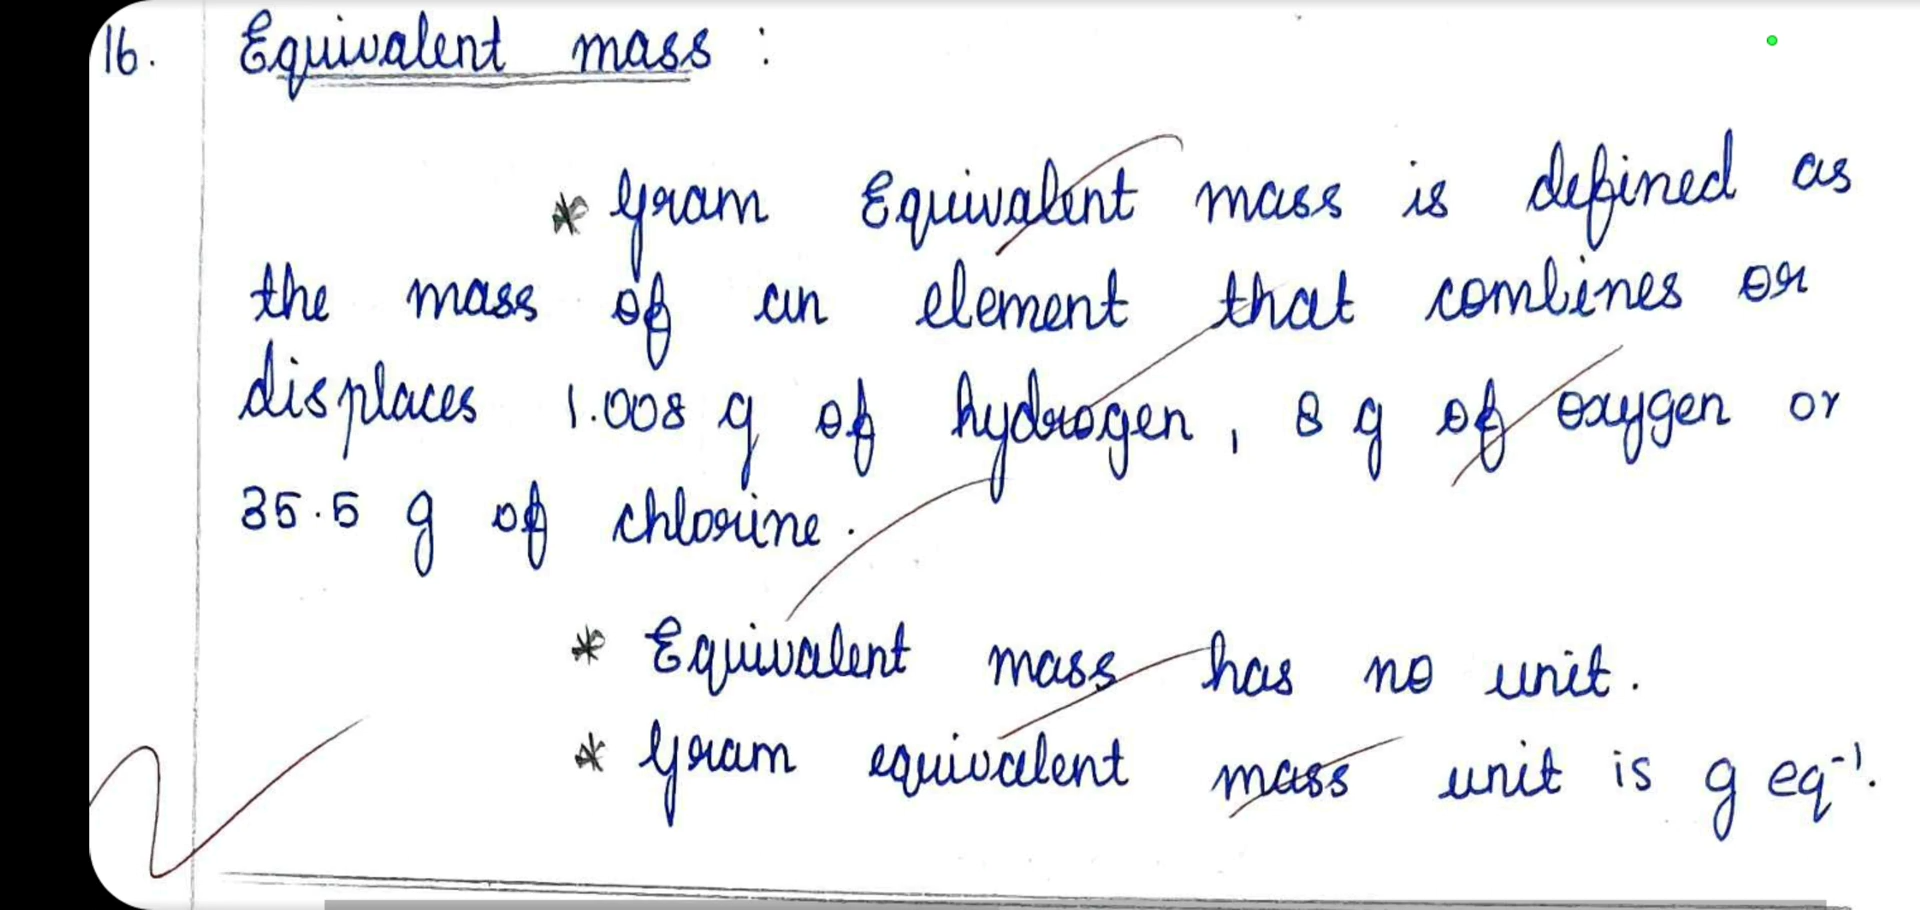 16. Equivalent mass :
* Gram Equivalent mass is defined as
the mass of an element that combines or
displaces 1.008 g of hydrogen, 8 g of oxygen or
35.5 g of chlorine.
* Equivalent mass has no unit.
* Gram equivalent mass unit is g eq⁻¹.